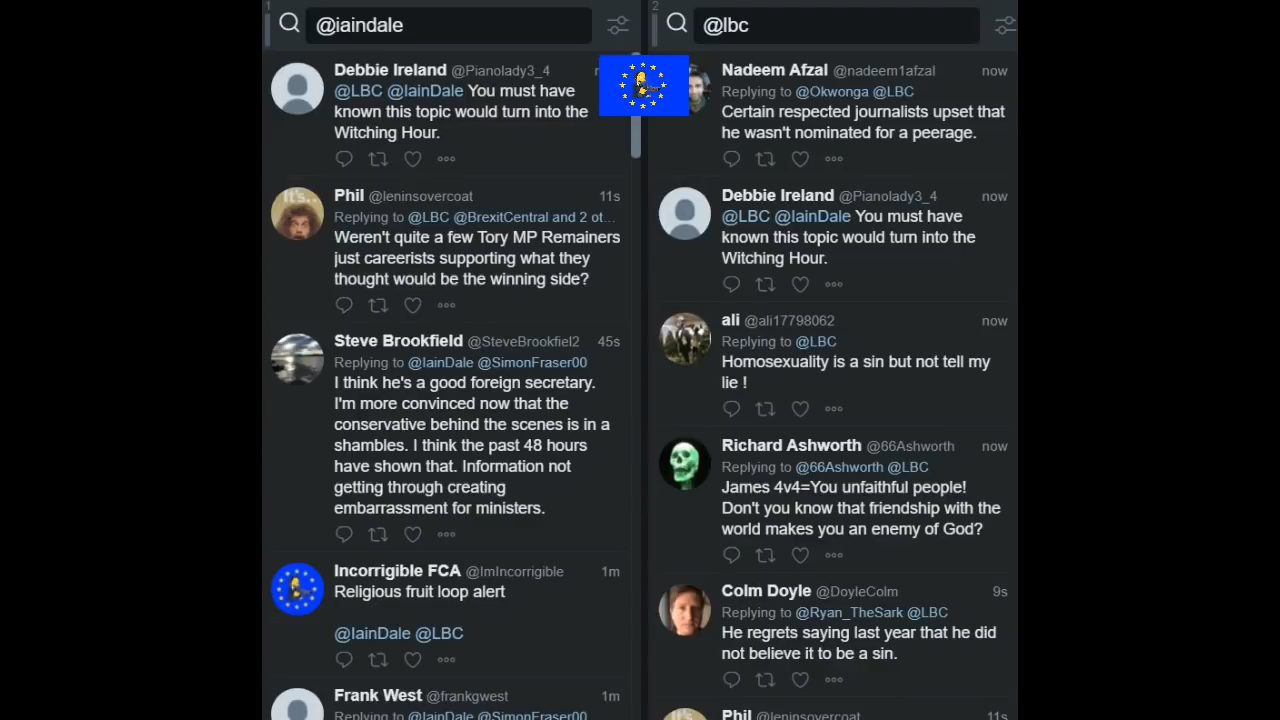 1
@iaindale
Debbie Ireland @Pianolady3_4
@LBC @IainDale You must have
known this topic would turn into the
Witching Hour.
Phil @leninsovercoat 11s
Replying to @LBC @BrexitCentral and 2 ot...
Weren't quite a few Tory MP Remainers
just careerists supporting what they
thought would be the winning side?
Steve Brookfield @SteveBrookfiel2 45s
Replying to @IainDale @SimonFraser00
I think he's a good foreign secretary.
I'm more convinced now that the
conservative behind the scenes is in a
shambles. I think the past 48 hours
have shown that. Information not
getting through creating
embarrassment for ministers.
Incorrigible FCA @ImIncorrigible 1m
Religious fruit loop alert
@IainDale @LBC
Frank West @frankgwest 1m
Replying to @IainDale @SimonFraser00
2
@lbc
Nadeem Afzal @nadeem1afzal now
Replying to @Okwonga @LBC
Certain respected journalists upset that
he wasn't nominated for a peerage.
Debbie Ireland @Pianolady3_4 now
@LBC @IainDale You must have
known this topic would turn into the
Witching Hour.
ali @ali17798062 now
Replying to @LBC
Homosexuality is a sin but not tell my
lie !
Richard Ashworth @66Ashworth now
Replying to @66Ashworth @LBC
James 4v4=You unfaithful people!
Don't you know that friendship with the
world makes you an enemy of God?
Colm Doyle @DoyleColm 9s
Replying to @Ryan_TheSark @LBC
He regrets saying last year that he did
not believe it to be a sin.
Phil @leninsovercoat 11s